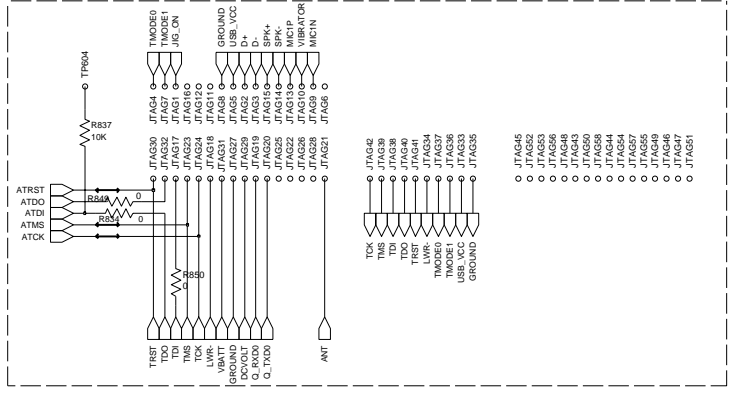 TMODE0
TMODE1
JIG_ON
GROUND
USB_VCC
D+
D-
SPK+
SPK-
MIC1P
VIBRATOR
MIC1N
TP604
JTAG4
JTAG7
JTAG1
JTAG16
JTAG12
JTAG11
JTAG8
JTAG5
JTAG2
JTAG3
JTAG15
JTAG14
JTAG13
JTAG10
JTAG9
JTAG6
R837
10K
JTAG30
JTAG32
JTAG17
JTAG23
JTAG24
JTAG18
JTAG31
JTAG27
JTAG29
JTAG19
JTAG20
JTAG25
JTAG22
JTAG26
JTAG28
JTAG21
JTAG42
JTAG39
JTAG38
JTAG40
JTAG41
JTAG34
JTAG37
JTAG36
JTAG33
JTAG35
JTAG45
JTAG52
JTAG53
JTAG56
JTAG48
JTAG43
JTAG50
JTAG58
JTAG44
JTAG54
JTAG57
JTAG55
JTAG49
JTAG46
JTAG47
JTAG51
ATRST
ATDO
R849 0
ATDI
R834 0
ATMS
ATCK
TCK
TMS
TDI
TDO
TRST
LWR-
TMODE0
TMODE1
USB_VCC
GROUND
R850
0
TRST
TDO
TDI
TMS
TCK
LWR-
VBATT
GROUND
DCVOLT
Q_RXD0
Q_TXD0
ANT